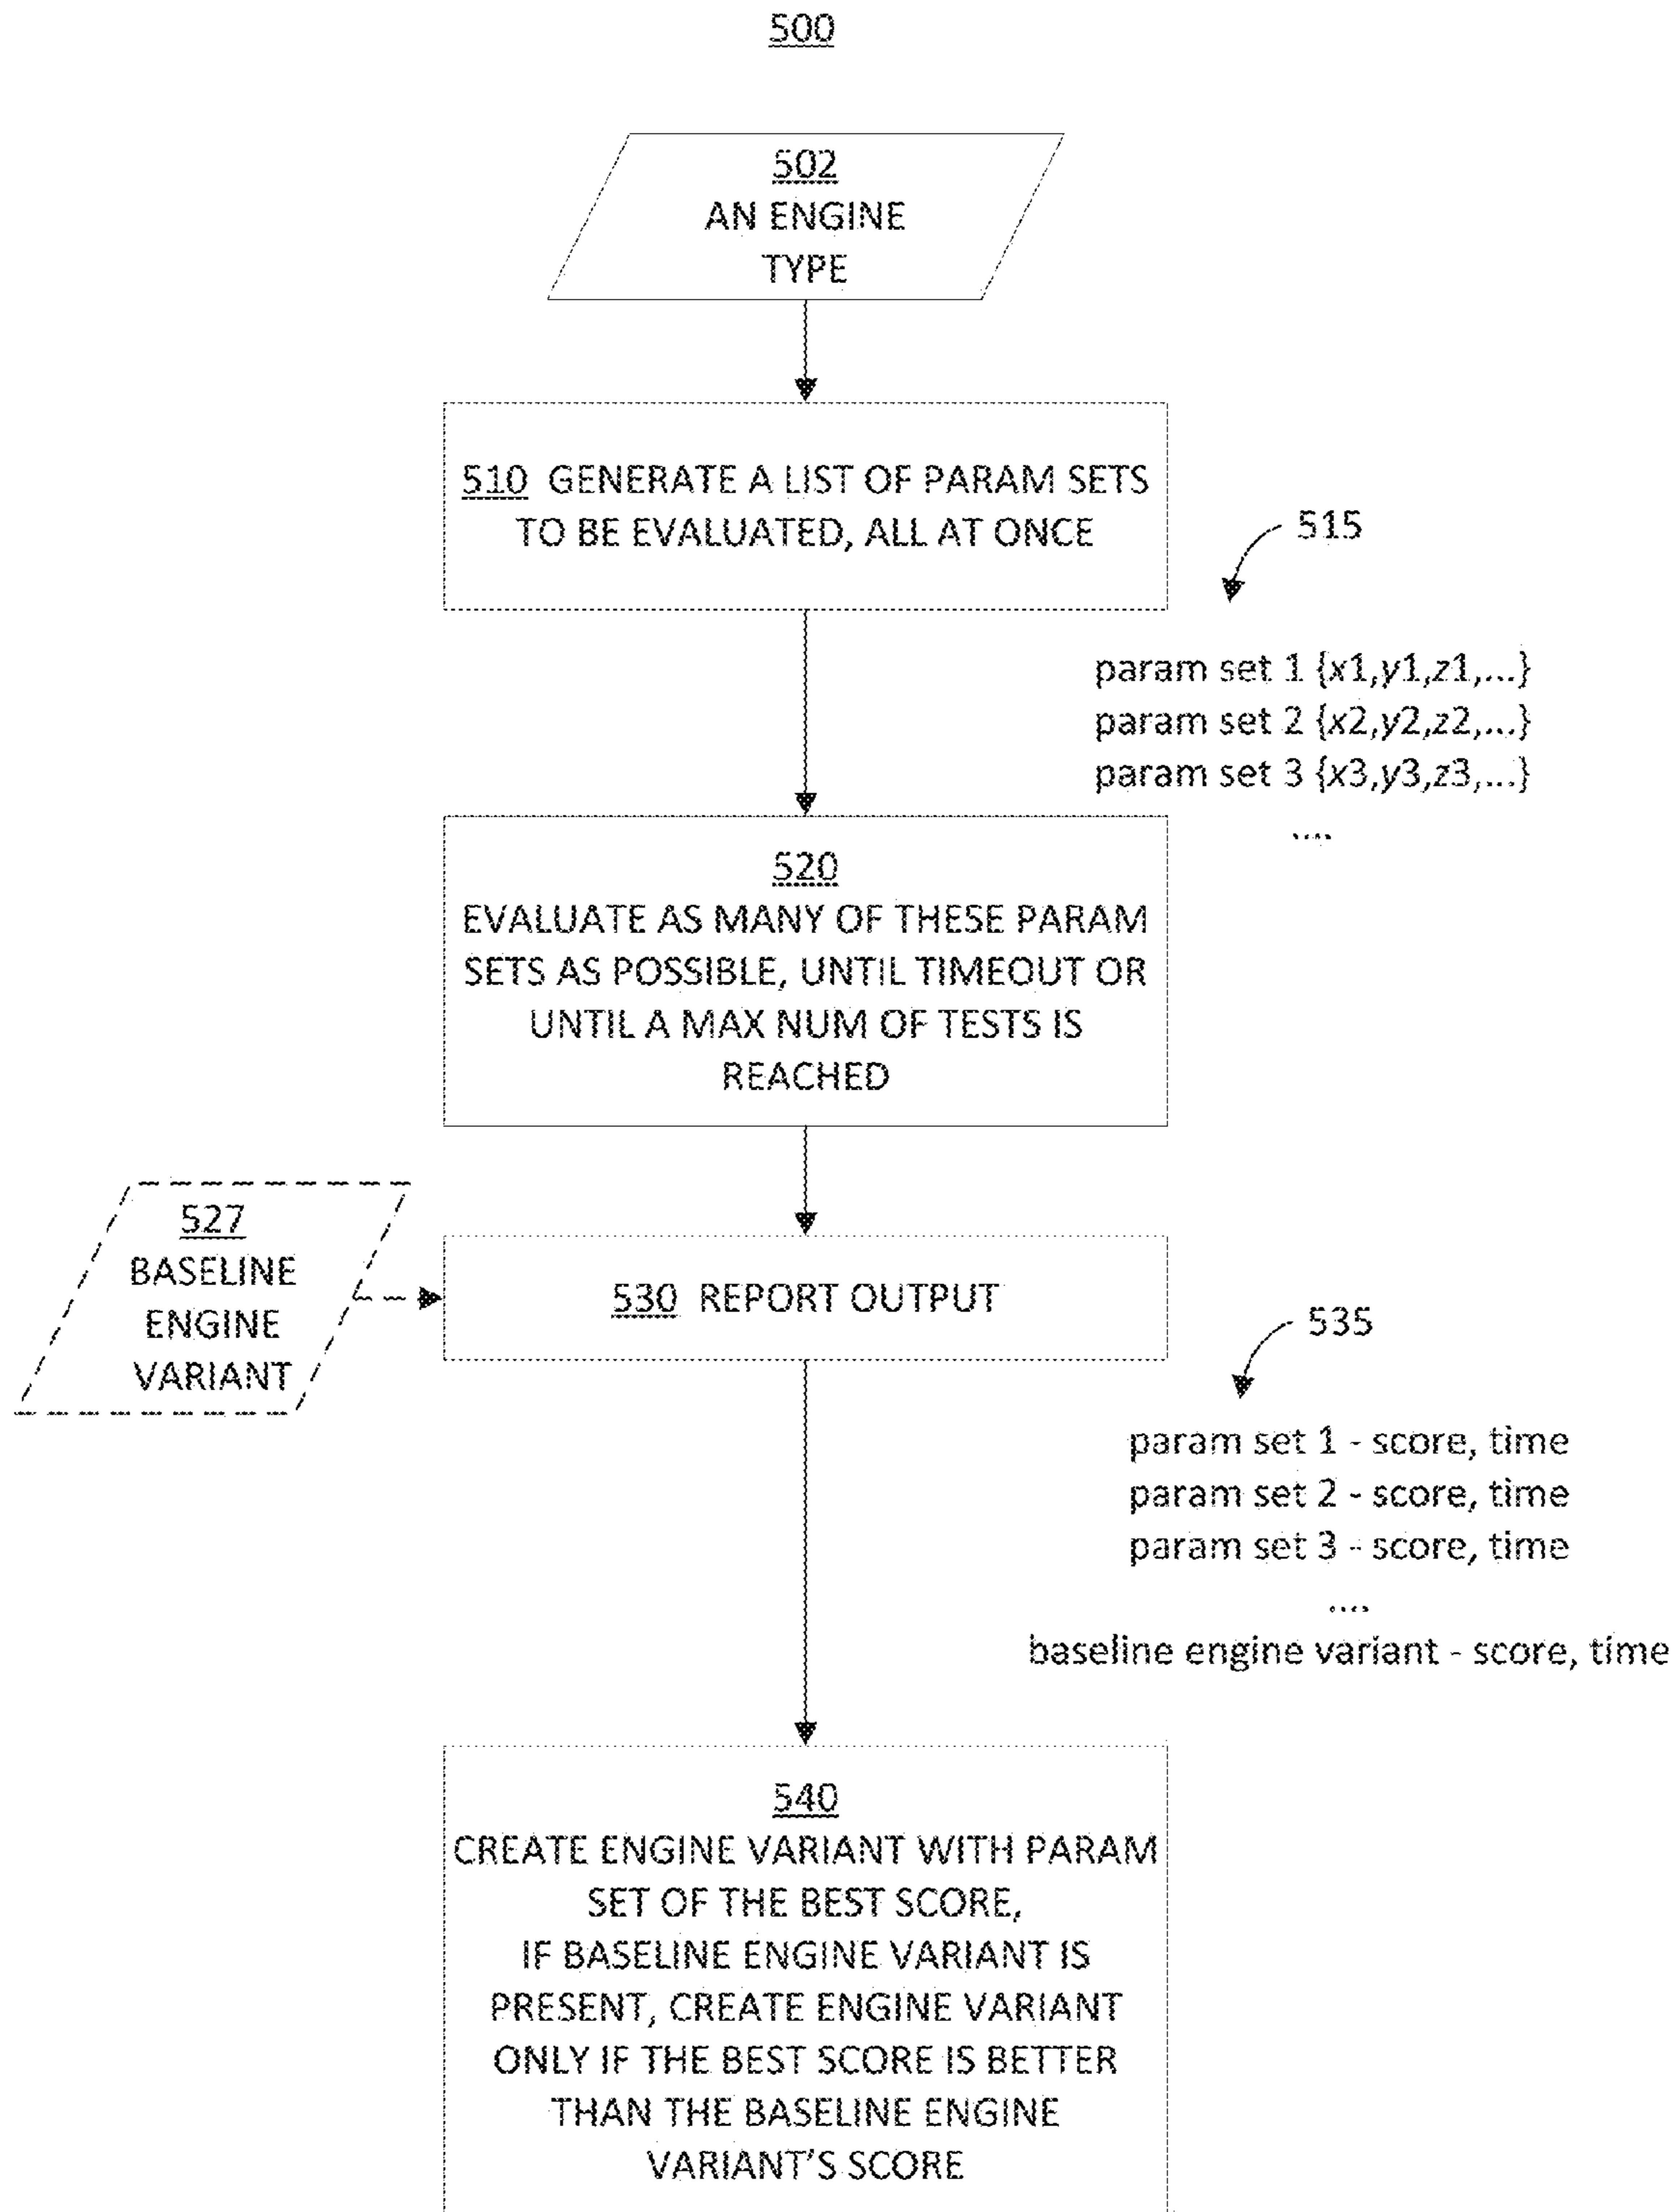 500
502
AN ENGINE
TYPE
510 GENERATE A LIST OF PARAM SETS
TO BE EVALUATED, ALL AT ONCE
515
param set 1 {x1,y1,z1,...}
param set 2 {x2,y2,z2,...}
param set 3 {x3,y3,z3,...}
....
520
EVALUATE AS MANY OF THESE PARAM
SETS AS POSSIBLE, UNTIL TIMEOUT OR
UNTIL A MAX NUM OF TESTS IS
REACHED
527
BASELINE
ENGINE
VARIANT
530 REPORT OUTPUT
535
param set 1 - score, time
param set 2 - score, time
param set 3 - score, time
....
baseline engine variant - score, time
540
CREATE ENGINE VARIANT WITH PARAM
SET OF THE BEST SCORE,
IF BASELINE ENGINE VARIANT IS
PRESENT, CREATE ENGINE VARIANT
ONLY IF THE BEST SCORE IS BETTER
THAN THE BASELINE ENGINE
VARIANT'S SCORE